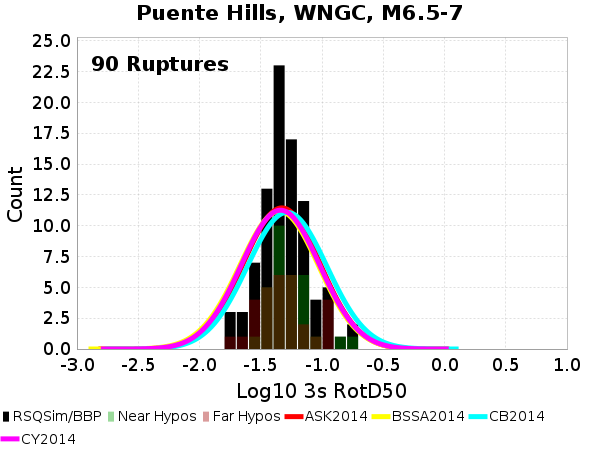 Puente Hills, WNGC, M6.5-7
90 Ruptures
Count
25.0
22.5
20.0
17.5
15.0
12.5
10.0
7.5
5.0
2.5
0.0
-3.0 -2.5 -2.0 -1.5 -1.0 -0.5 0.0 0.5 1.0
Log10 3s RotD50
RSQSim/BBP Near Hypos Far Hypos ASK2014 BSSA2014 CB2014
CY2014